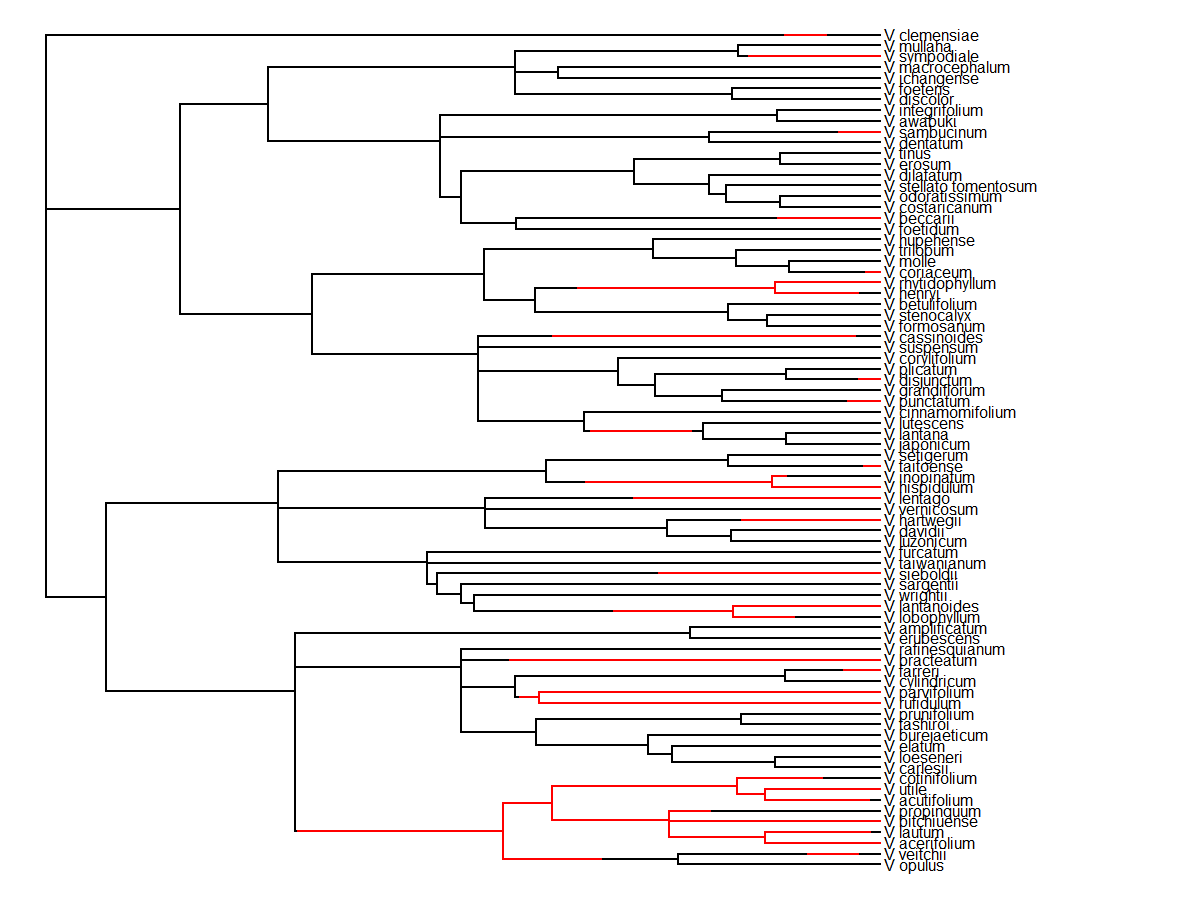 V clemensiae
V mullaha
V sympodiale
V macrocephalum
V ichangense
V foetens
V discolor
V integrifolium
V awabuki
V sambucinum
V dentatum
V tinus
V erosum
V dilatatum
V stellato tomentosum
V odoratissimum
V costaricanum
V beccarii
V foetidum
V hupehense
V trilobum
V molle
V coriaceum
V rhytidophyllum
V henryi
V betulifolium
V stenocalyx
V formosanum
V cassinoides
V suspensum
V corylifolium
V plicatum
V disjunctum
V grandiflorum
V punctatum
V cinnamomifolium
V lutescens
V lantana
V japonicum
V setigerum
V taitoense
V inopinatum
V hispidulum
V lentago
V vernicosum
V hartwegii
V davidii
V luzonicum
V furcatum
V taiwanianum
V sieboldii
V sargentii
V wrightii
V lantanoides
V lobophyllum
V amplificatum
V erubescens
V rafinesquianum
V bracteatum
V farreri
V cylindricum
V parvifolium
V rufidulum
V prunifolium
V tashiroi
V burejaeticum
V elatum
V loeseneri
V carlesii
V cotinifolium
V utile
V acutifolium
V propinquum
V pitchiuense
V lautum
V acerifolium
V veitchii
V opulus